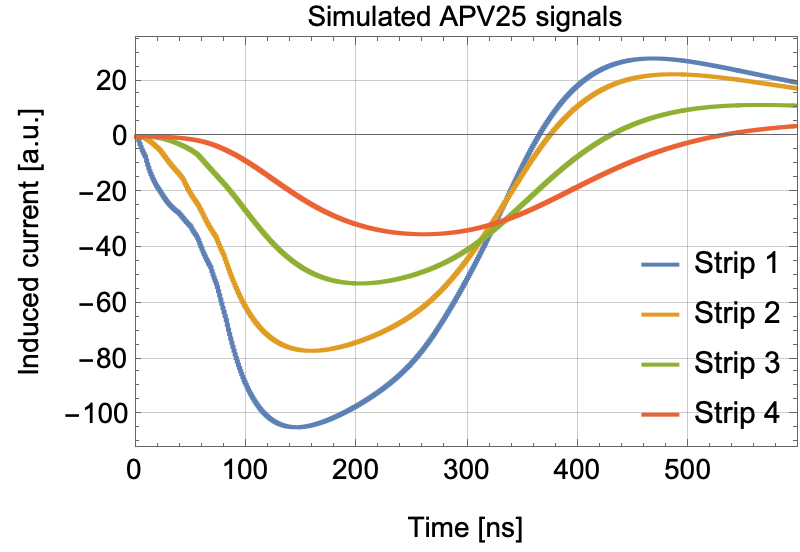 Simulated APV25 signals
Induced current [a.u.]
20
0
−20
−40
−60
−80
−100
Strip 1
Strip 2
Strip 3
Strip 4
0 100 200 300 400 500
Time [ns]